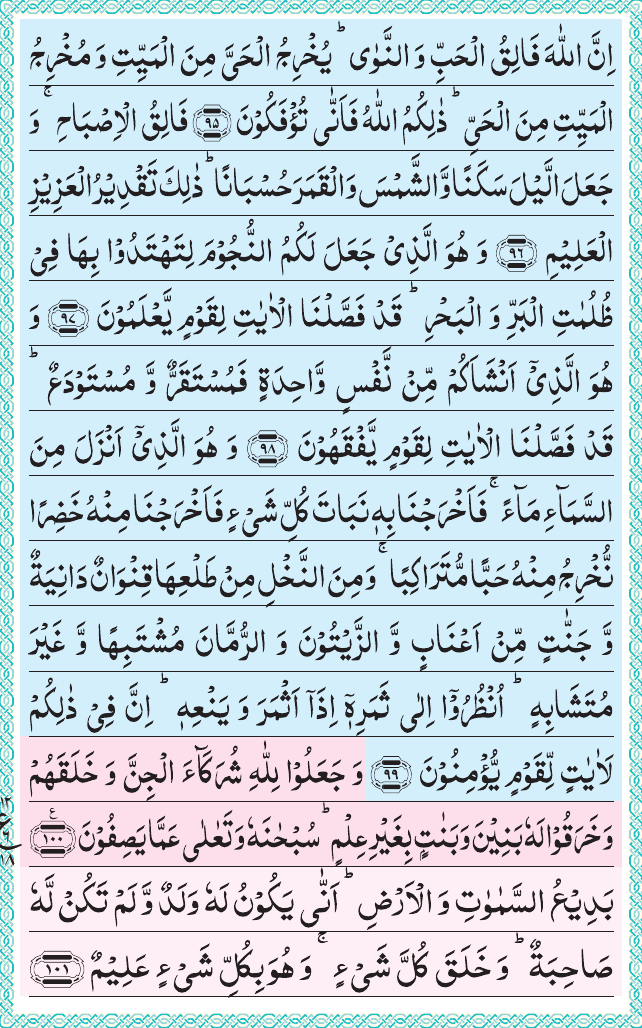 اِنَّ اللّٰهَ فَالِقُ الْحَبِّ وَ النَّوٰى ؕ يُخْرِجُ الْحَيَّ مِنَ الْمَيِّتِ وَ مُخْرِجُ
الْمَيِّتِ مِنَ الْحَيِّ ؕ ذٰلِكُمُ اللّٰهُ فَاَنّٰى تُؤْفَكُوْنَ ﴿۹۵﴾ فَالِقُ الْاِصْبَاحِ ۚ وَ
جَعَلَ الَّيْلَ سَكَنًا وَّ الشَّمْسَ وَ الْقَمَرَ حُسْبَانًا ؕ ذٰلِكَ تَقْدِيْرُ الْعَزِيْزِ
الْعَلِيْمِ ﴿۹۶﴾ وَ هُوَ الَّذِيْ جَعَلَ لَكُمُ النُّجُوْمَ لِتَهْتَدُوْا بِهَا فِيْ
ظُلُمٰتِ الْبَرِّ وَ الْبَحْرِ ؕ قَدْ فَصَّلْنَا الْاٰيٰتِ لِقَوْمٍ يَّعْلَمُوْنَ ﴿۹۷﴾ وَ
هُوَ الَّذِيْۤ اَنْشَاَكُمْ مِّنْ نَّفْسٍ وَّاحِدَةٍ فَمُسْتَقَرٌّ وَّ مُسْتَوْدَعٌ ؕ
قَدْ فَصَّلْنَا الْاٰيٰتِ لِقَوْمٍ يَّفْقَهُوْنَ ﴿۹۸﴾ وَ هُوَ الَّذِيْۤ اَنْزَلَ مِنَ
السَّمَآءِ مَآءً ۚ فَاَخْرَجْنَا بِهٖ نَبَاتَ كُلِّ شَيْءٍ فَاَخْرَجْنَا مِنْهُ خَضِرًا
نُّخْرِجُ مِنْهُ حَبًّا مُّتَرَاكِبًا ۚ وَ مِنَ النَّخْلِ مِنْ طَلْعِهَا قِنْوَانٌ دَانِيَةٌ
وَّ جَنّٰتٍ مِّنْ اَعْنَابٍ وَّ الزَّيْتُوْنَ وَ الرُّمَّانَ مُشْتَبِهًا وَّ غَيْرَ
مُتَشَابِهٍ ؕ اُنْظُرُوْۤا اِلٰى ثَمَرِهٖۤ اِذَاۤ اَثْمَرَ وَ يَنْعِهٖ ؕ اِنَّ فِيْ ذٰلِكُمْ
لَاٰيٰتٍ لِّقَوْمٍ يُّؤْمِنُوْنَ ﴿۹۹﴾ وَ جَعَلُوْا لِلّٰهِ شُرَكَآءَ الْجِنَّ وَ خَلَقَهُمْ
وَ خَرَقُوْا لَهٗ بَنِيْنَ وَ بَنٰتٍۭ بِغَيْرِ عِلْمٍ ؕ سُبْحٰنَهٗ وَ تَعٰلٰى عَمَّا يَصِفُوْنَ ﴿۱۰۰﴾ ع
بَدِيْعُ السَّمٰوٰتِ وَ الْاَرْضِ ؕ اَنّٰى يَكُوْنُ لَهٗ وَلَدٌ وَّ لَمْ تَكُنْ لَّهٗ
صَاحِبَةٌ ؕ وَ خَلَقَ كُلَّ شَيْءٍ ۚ وَ هُوَ بِكُلِّ شَيْءٍ عَلِيْمٌ ﴿۱۰۱﴾